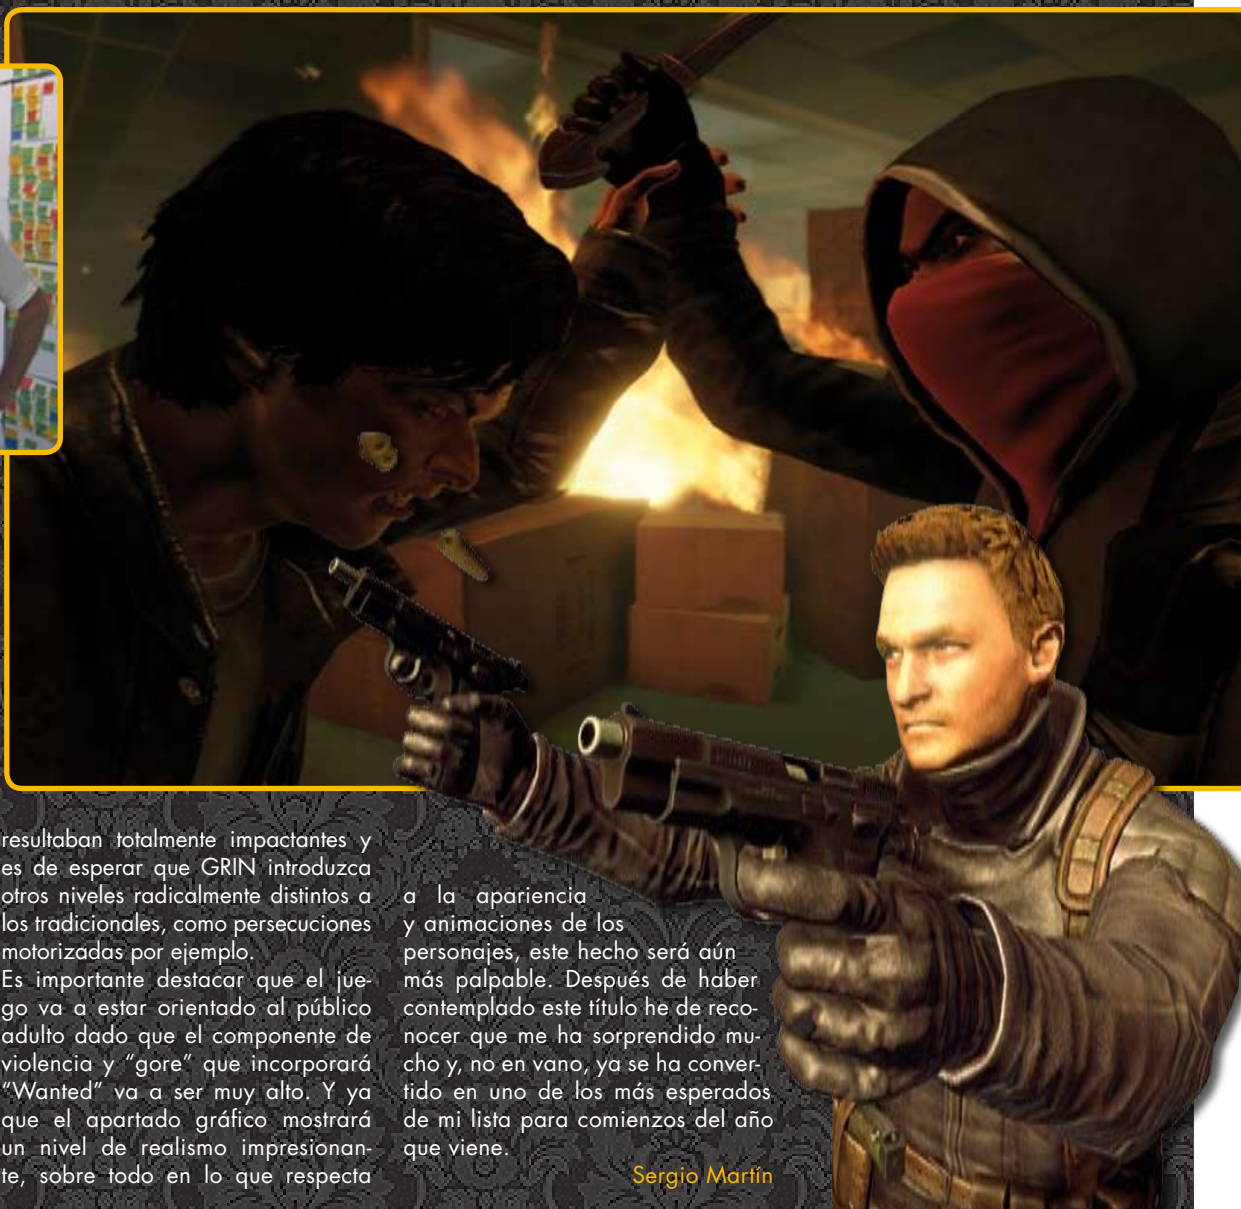 resultaban totalmente impactantes y
es de esperar que GRIN introduzca
otros niveles radicalmente distintos a
los tradicionales, como persecuciones
motorizadas por ejemplo.
Es importante destacar que el jue-
go va a estar orientado al público
adulto dado que el componente de
violencia y “gore” que incorporará
“Wanted” va a ser muy alto. Y ya
que el apartado gráfico mostrará
un nivel de realismo impresionan-
te, sobre todo en lo que respecta
a la apariencia
y animaciones de los
personajes, este hecho será aún
más palpable. Después de haber
contemplado este título he de reco-
nocer que me ha sorprendido mu-
cho y, no en vano, ya se ha conver-
tido en uno de los más esperados
de mi lista para comienzos del año
que viene.
Sergio Martín